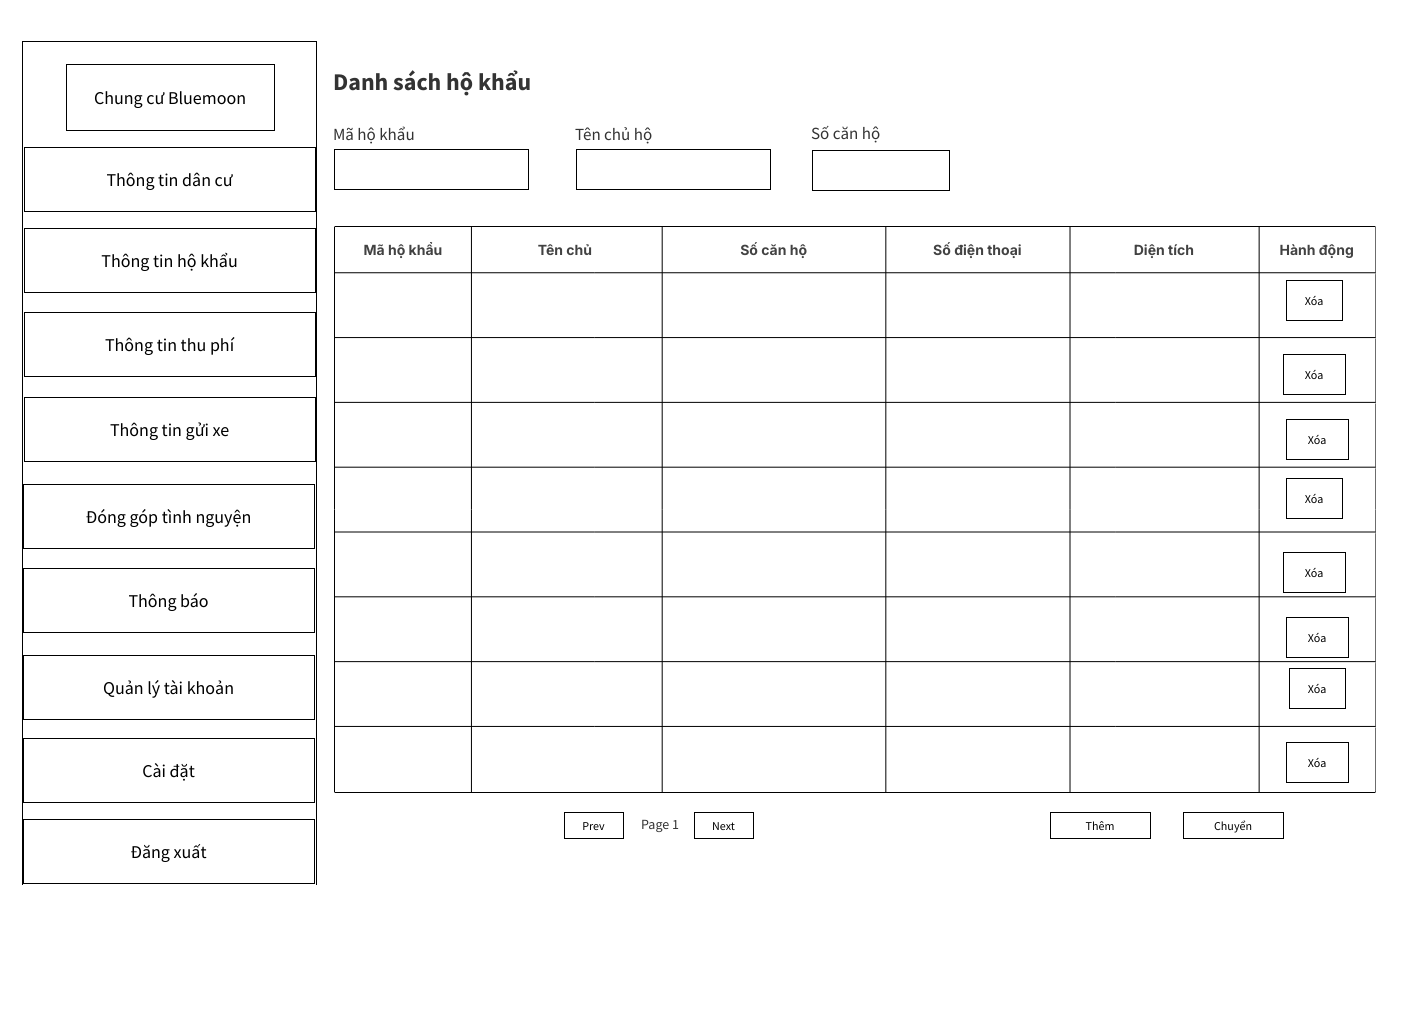 Chung cư Bluemoon
Thông tin dân cư
Thông tin hộ khẩu
Thông tin thu phí
Thông tin gửi xe
Đóng góp tình nguyện
Thông báo
Quản lý tài khoản
Cài đặt
Đăng xuất
Danh sách hộ khẩu
Mã hộ khẩu Tên chủ hộ Số căn hộ
Mã hộ khẩu Tên chủ Số căn hộ Số điện thoại Diện tích Hành động
Xóa
Xóa
Xóa
Xóa
Xóa
Xóa
Xóa
Xóa
Prev Page 1 Next Thêm Chuyển